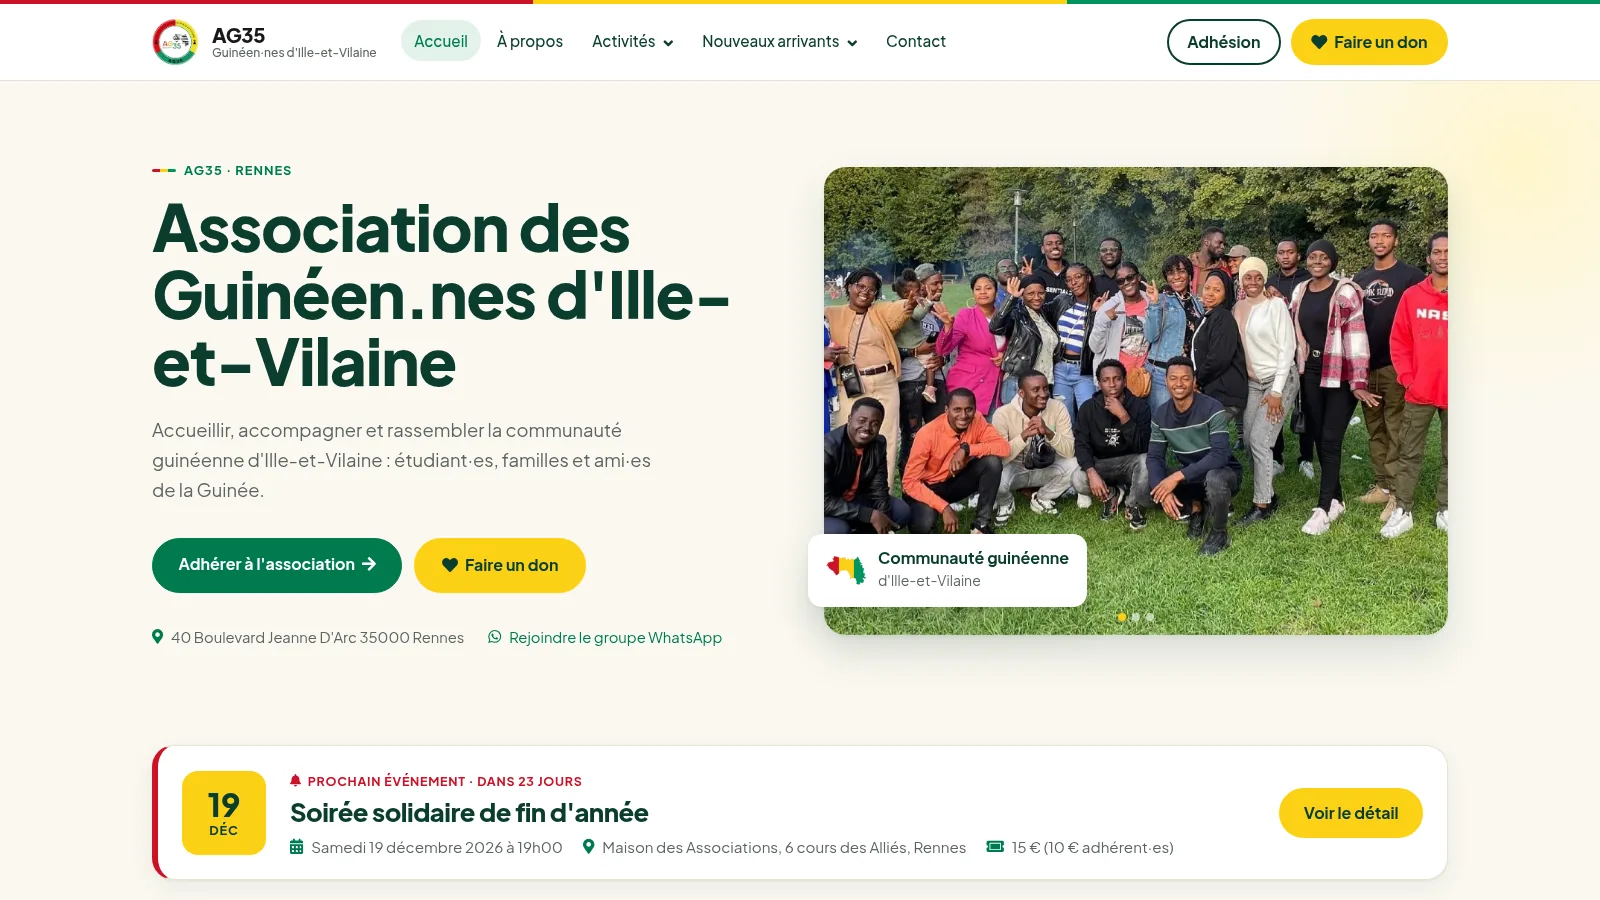 AG35
Guinéen·nes d'Ille-et-Vilaine
Accueil
À propos
Activités
Nouveaux arrivants
Contact
Adhésion
Faire un don
AG35 · RENNES
Association des
Guinéen.nes d'Ille-
et-Vilaine
Accueillir, accompagner et rassembler la communauté
guinéenne d'Ille-et-Vilaine : étudiant·es, familles et ami·es
de la Guinée.
Adhérer à l'association
Faire un don
40 Boulevard Jeanne D'Arc 35000 Rennes
Rejoindre le groupe WhatsApp
Communauté guinéenne
d'Ille-et-Vilaine
19
DÉC
PROCHAIN ÉVÉNEMENT · DANS 23 JOURS
Soirée solidaire de fin d'année
Samedi 19 décembre 2026 à 19h00
Maison des Associations, 6 cours des Alliés, Rennes
15 € (10 € adhérent·es)
Voir le détail